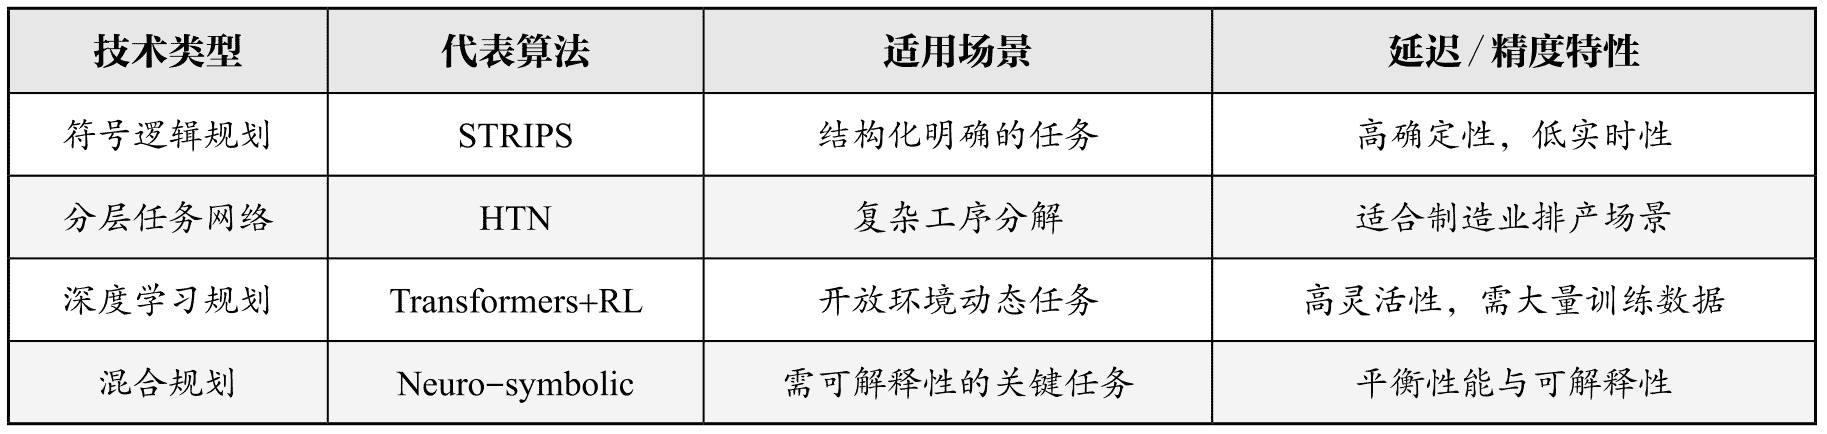 技术类型 代表算法 适用场景 延迟/精度特性
符号逻辑规划 STRIPS 结构化明确的任务 高确定性，低实时性
分层任务网络 HTN 复杂工序分解 适合制造业排产场景
深度学习规划 Transformers+RL 开放环境动态任务 高灵活性，需大量训练数据
混合规划 Neuro-symbolic 需可解释性的关键任务 平衡性能与可解释性